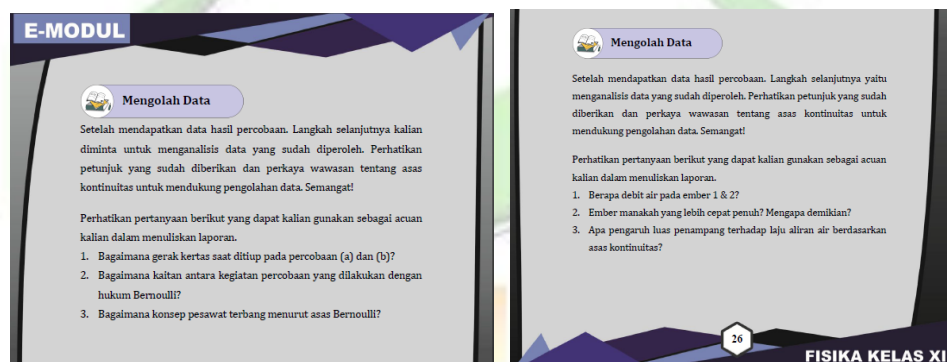 E-MODUL
Mengolah Data
Setelah mendapatkan data hasil percobaan. Langkah selanjutnya kalian
diminta untuk menganalisis data yang sudah diperoleh. Perhatikan
petunjuk yang sudah diberikan dan perkaya wawasan tentang asas
kontinuitas untuk mendukung pengolahan data. Semangat!
Perhatikan pertanyaan berikut yang dapat kalian gunakan sebagai acuan
kalian dalam menuliskan laporan.
1. Bagaimana gerak kertas saat ditiup pada percobaan (a) dan (b)?
2. Bagaimana kaitan antara kegiatan percobaan yang dilakukan dengan
hukum Bernoulli?
3. Bagaimana konsep pesawat terbang menurut asas Bernoulli?
Mengolah Data
Setelah mendapatkan data hasil percobaan. Langkah selanjutnya yaitu
menganalisis data yang sudah diperoleh. Perhatikan petunjuk yang sudah
diberikan dan perkaya wawasan tentang asas kontinuitas untuk
mendukung pengolahan data. Semangat!
Perhatikan pertanyaan berikut yang dapat kalian gunakan sebagai acuan
kalian dalam menuliskan laporan.
1. Berapa debit air pada ember 1 & 2?
2. Ember manakah yang lebih cepat penuh? Mengapa demikian?
3. Apa pengaruh luas penampang terhadap laju aliran air berdasarkan
asas kontinuitas?
26
FISIKA KELAS XI